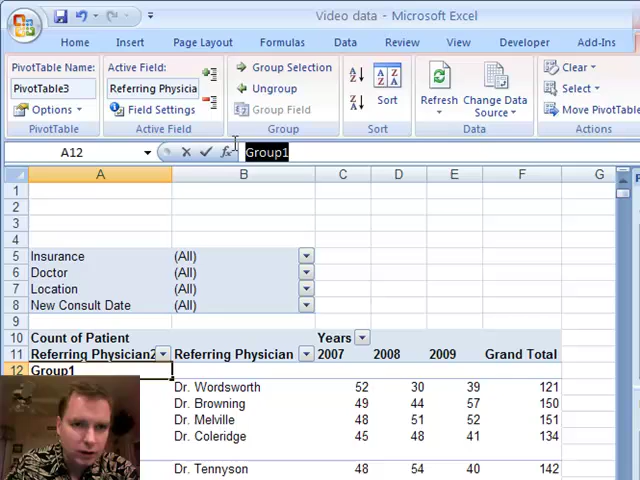 Video data - Microsoft Excel
Home Insert Page Layout Formulas Data Review View Developer Add-Ins
PivotTable Name: Active Field: Group Selection
PivotTable3 Referring Physicia Ungroup Sort Refresh Change Data Source Clear Select Move PivotTable
Options Field Settings Group Field
PivotTable Active Field Group Sort Data
A12 fx Group1
A B C D E F G
1
2
3
4
5 Insurance (All)
6 Doctor (All)
7 Location (All)
8 New Consult Date (All)
9
10 Count of Patient Years
11 Referring Physician2 Referring Physician 2007 2008 2009 Grand Total
12 Group1
Dr. Wordsworth 52 30 39 121
Dr. Browning 49 44 57 150
Dr. Melville 48 51 52 151
Dr. Coleridge 45 48 41 134
Dr. Tennyson 48 54 40 142